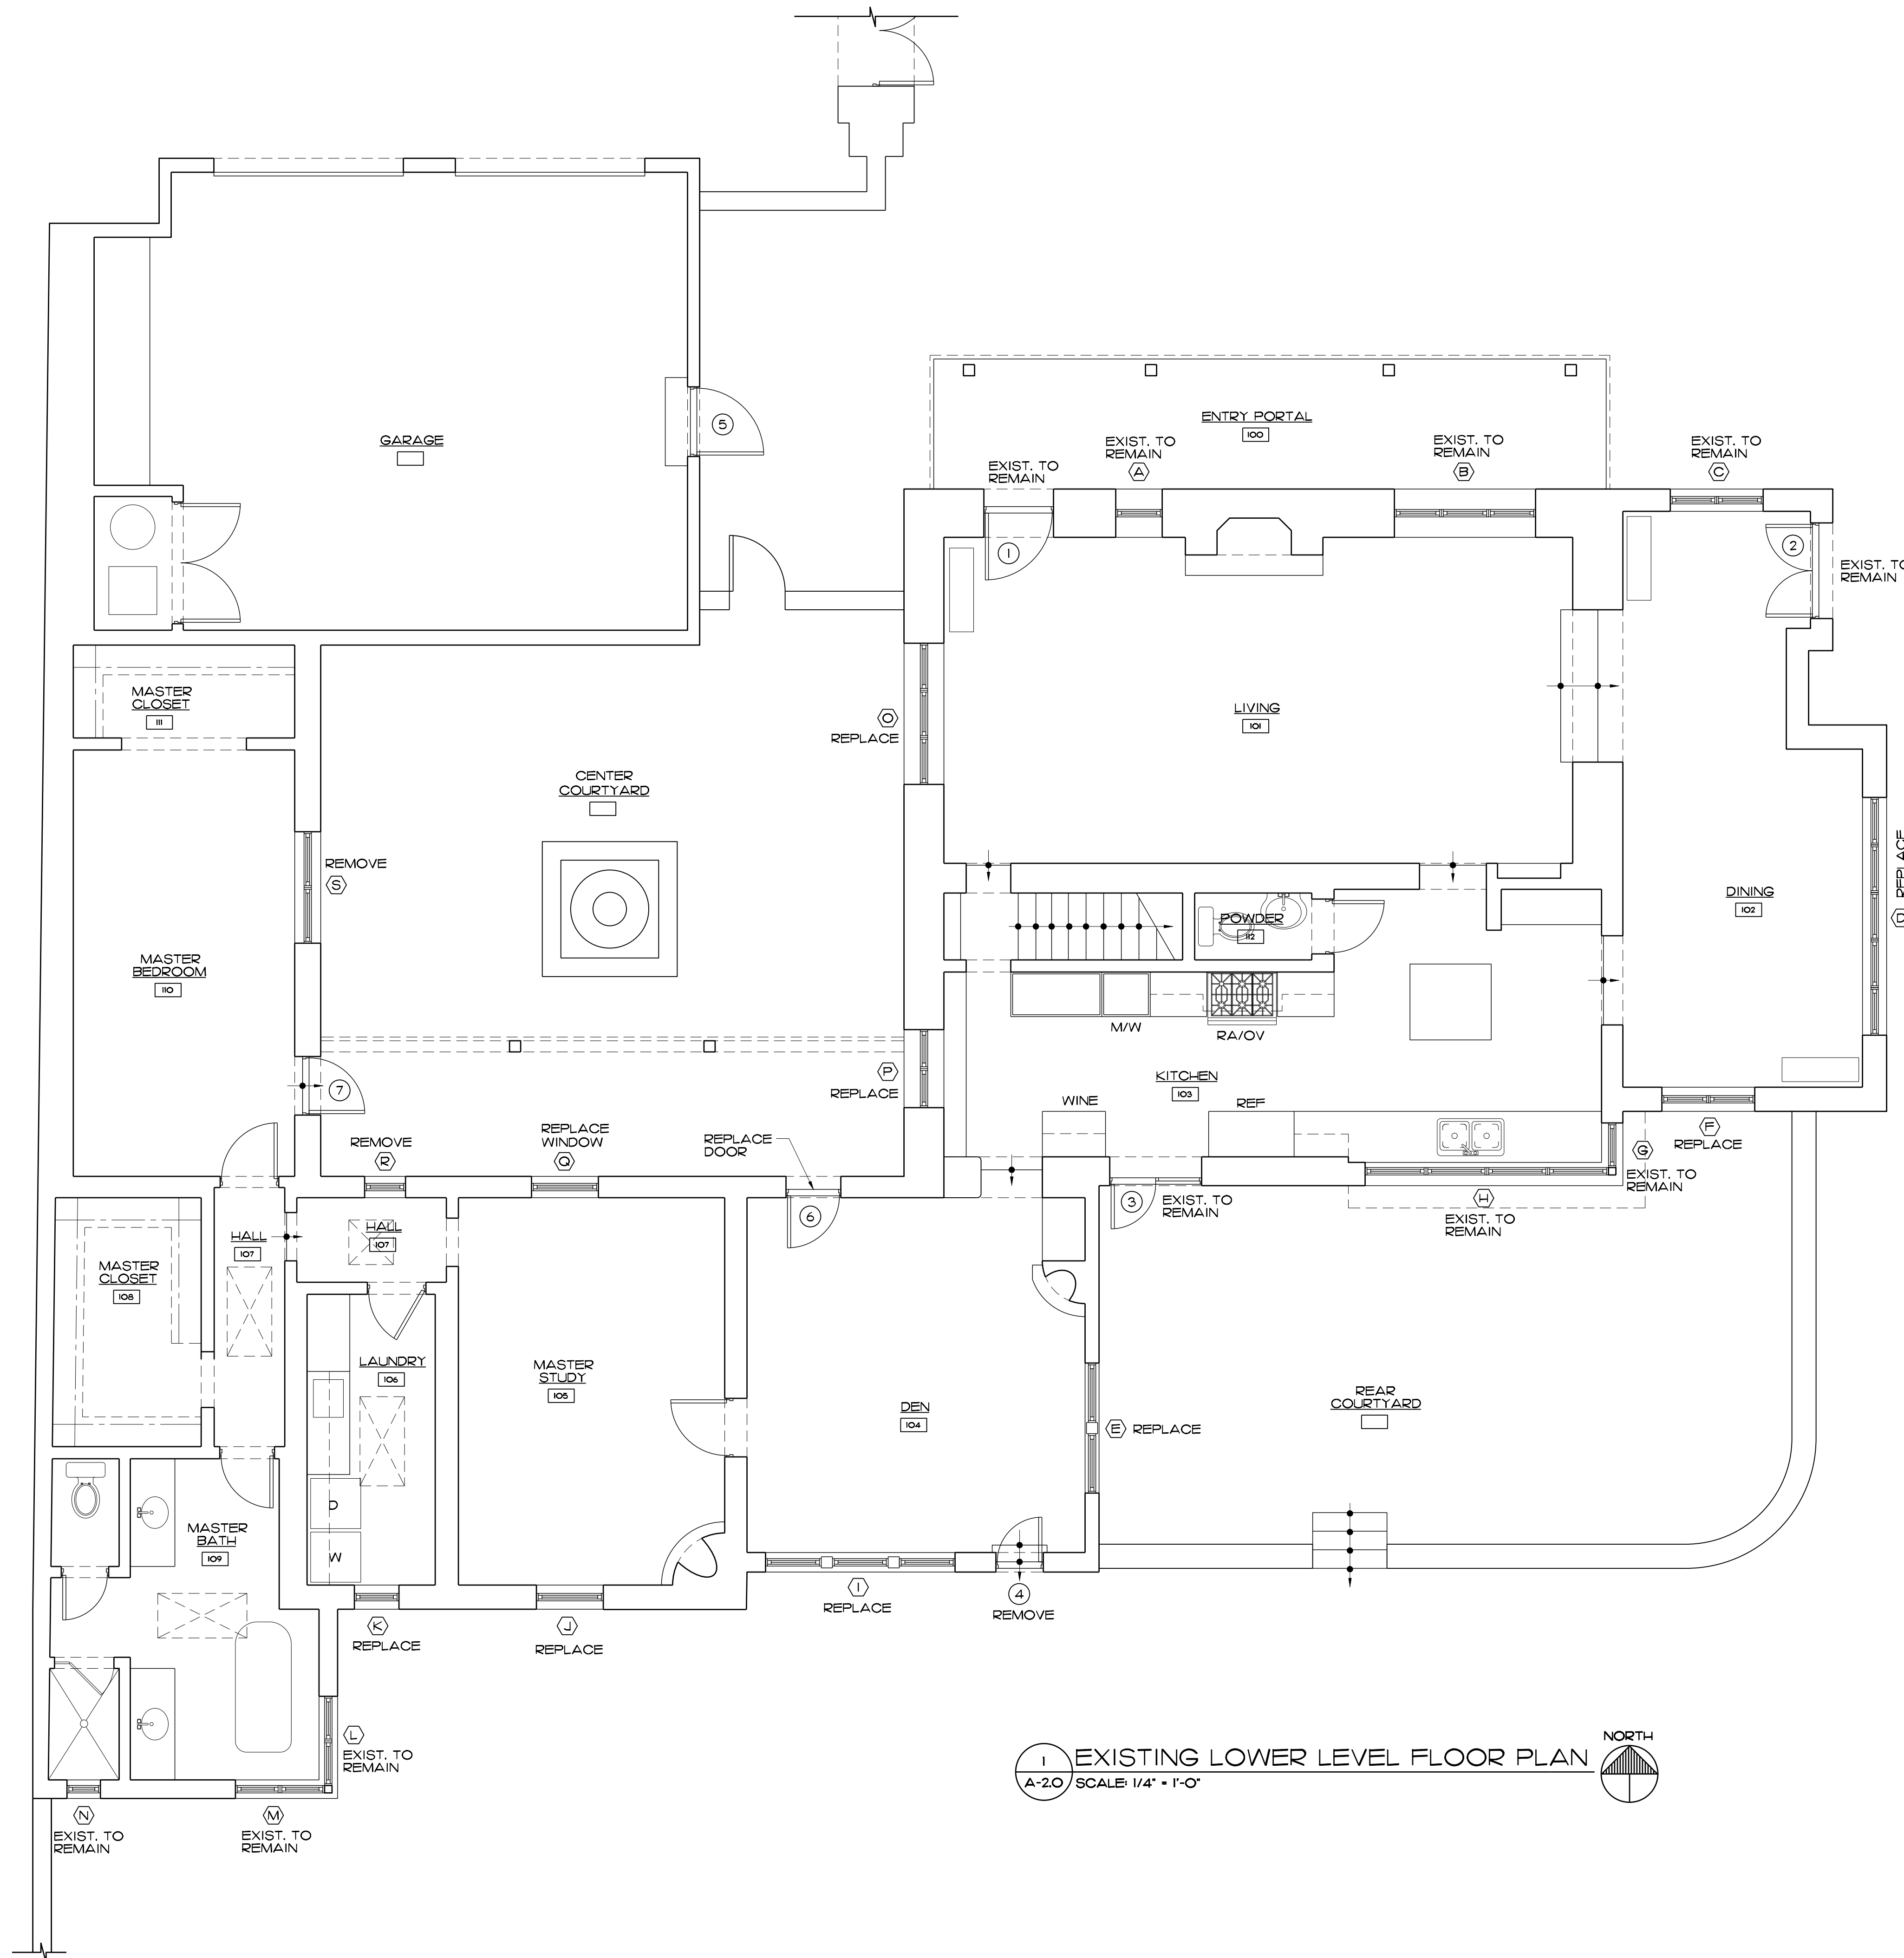 GARAGE
5
ENTRY PORTAL
100
EXIST. TO
REMAIN
EXIST. TO
REMAIN
A
EXIST. TO
REMAIN
B
EXIST. TO
REMAIN
C
1
2
EXIST. TO
REMAIN
MASTER
CLOSET
111
O
REPLACE
LIVING
101
CENTER
COURTYARD
REMOVE
S
DINING
102
D
REPLACE
POWDER
112
MASTER
BEDROOM
110
M/W
RA/OV
P
REPLACE
7
KITCHEN
103
WINE
REF
REMOVE
R
REPLACE
WINDOW
Q
REPLACE
DOOR
F
REPLACE
G
EXIST. TO
REMAIN
6
3
EXIST. TO
REMAIN
H
EXIST. TO
REMAIN
HALL
107
HALL
107
MASTER
CLOSET
108
LAUNDRY
106
MASTER
STUDY
105
DEN
104
REAR
COURTYARD
E
REPLACE
D
W
MASTER
BATH
109
I
REPLACE
4
REMOVE
K
REPLACE
J
REPLACE
L
EXIST. TO
REMAIN
N
EXIST. TO
REMAIN
M
EXIST. TO
REMAIN
1
A-2.0
EXISTING LOWER LEVEL FLOOR PLAN
SCALE: 1/4" = 1'-0"
NORTH